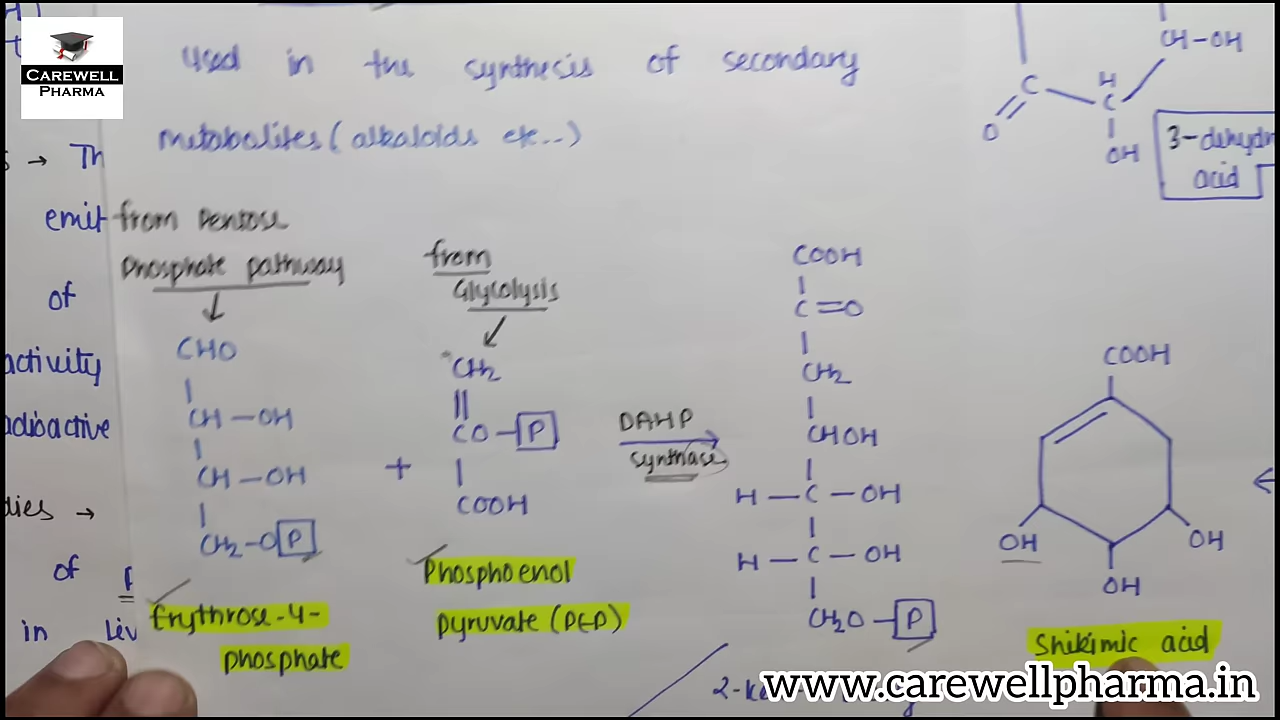 CAREWELL
PHARMA
used in the synthesis of secondary
metabalites (alkaloids etc...)
→ Th
emit
of
activity
adioactive
dies →
of
in Liv
from Pentose
Phosphate pathway
CHO
CH-OH
CH-OH
CH2-O P
Erythrose-4-
phosphate
+
from
Glycolysis
CH2
CO-P
COOH
Phosphoenol
pyruvate (PEP)
DAHP
synthase
COOH
C=O
CH2
CHOH
H-C-OH
H-C-OH
CH2O-P
CH-OH
H
C
C
O
OH
3-dehydr
acid
COOH
OH
OH
OH
Shikimic acid
www.carewellpharma.in